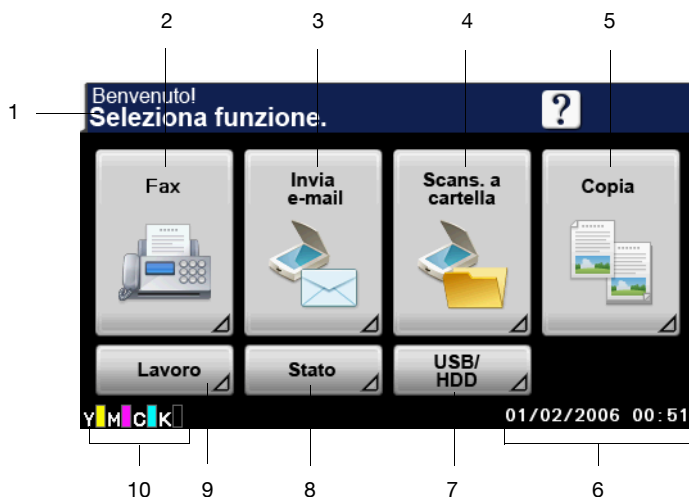 2 3 4 5
1
Benvenuto!
Seleziona funzione.
?
Fax
Invia
e-mail
Scans. a
cartella
Copia
Lavoro
Stato
USB/
HDD
Y M C K
01/02/2006 00:51
10 9 8 7 6